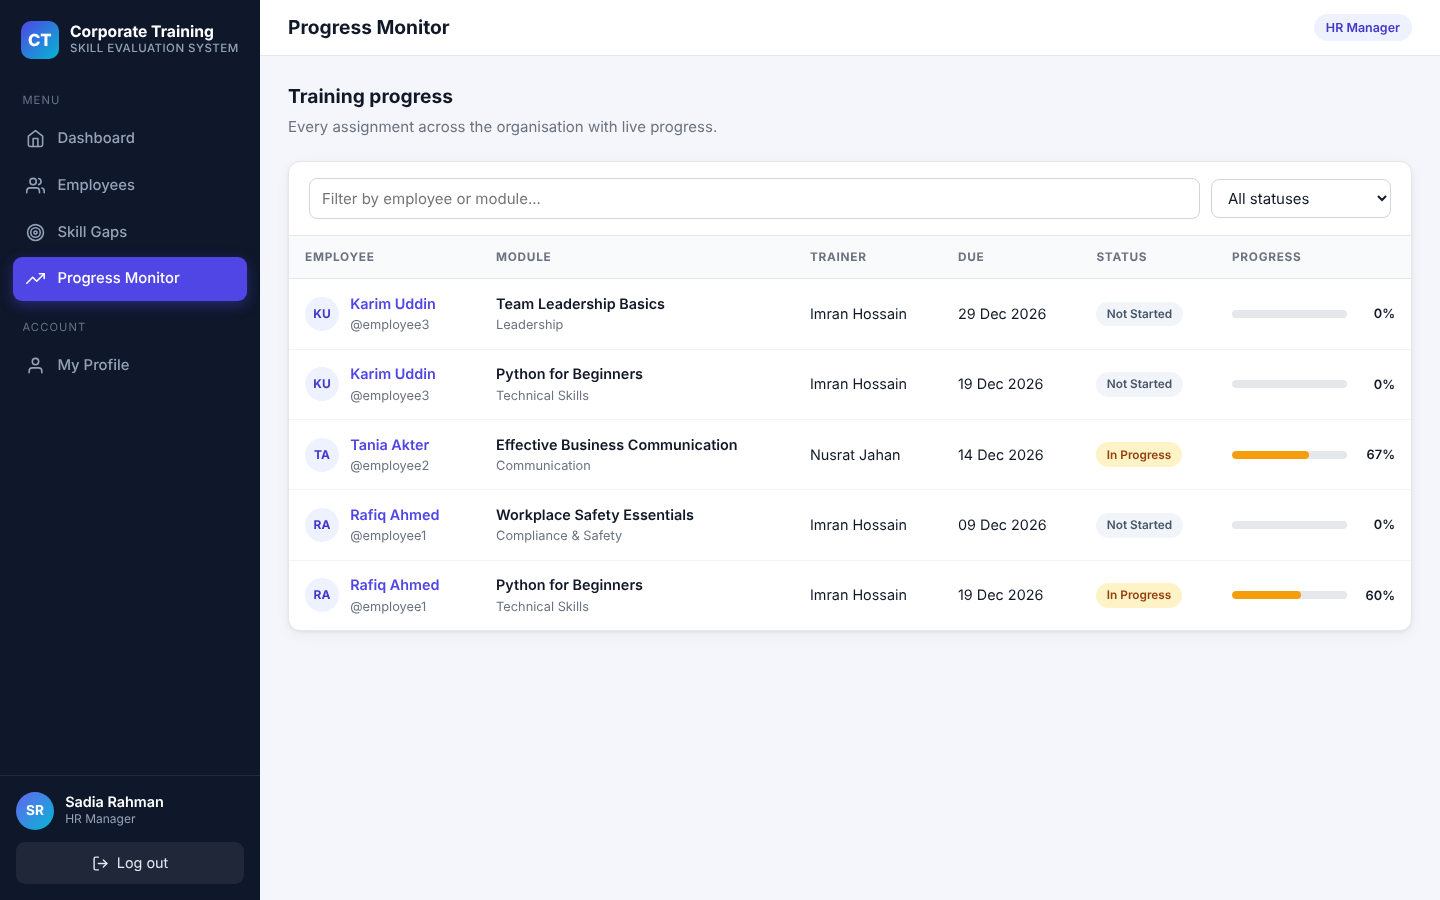 CT
Corporate Training
SKILL EVALUATION SYSTEM
MENU
Dashboard
Employees
Skill Gaps
Progress Monitor
ACCOUNT
My Profile
SR
Sadia Rahman
HR Manager
Log out
Progress Monitor
HR Manager
Training progress
Every assignment across the organisation with live progress.
Filter by employee or module...
All statuses
EMPLOYEE MODULE TRAINER DUE STATUS PROGRESS
KU Karim Uddin Team Leadership Basics Imran Hossain 29 Dec 2026 Not Started 0%
@employee3 Leadership
KU Karim Uddin Python for Beginners Imran Hossain 19 Dec 2026 Not Started 0%
@employee3 Technical Skills
TA Tania Akter Effective Business Communication Nusrat Jahan 14 Dec 2026 In Progress 67%
@employee2 Communication
RA Rafiq Ahmed Workplace Safety Essentials Imran Hossain 09 Dec 2026 Not Started 0%
@employee1 Compliance & Safety
RA Rafiq Ahmed Python for Beginners Imran Hossain 19 Dec 2026 In Progress 60%
@employee1 Technical Skills